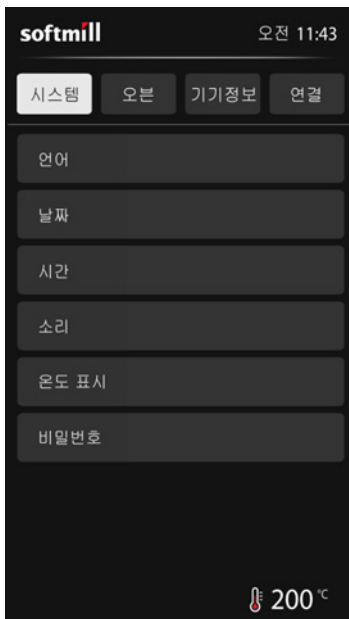 softmill 오전 11:43
시스템 오븐 기기정보 연결
언어
날짜
시간
소리
온도 표시
비밀번호
200 ℃